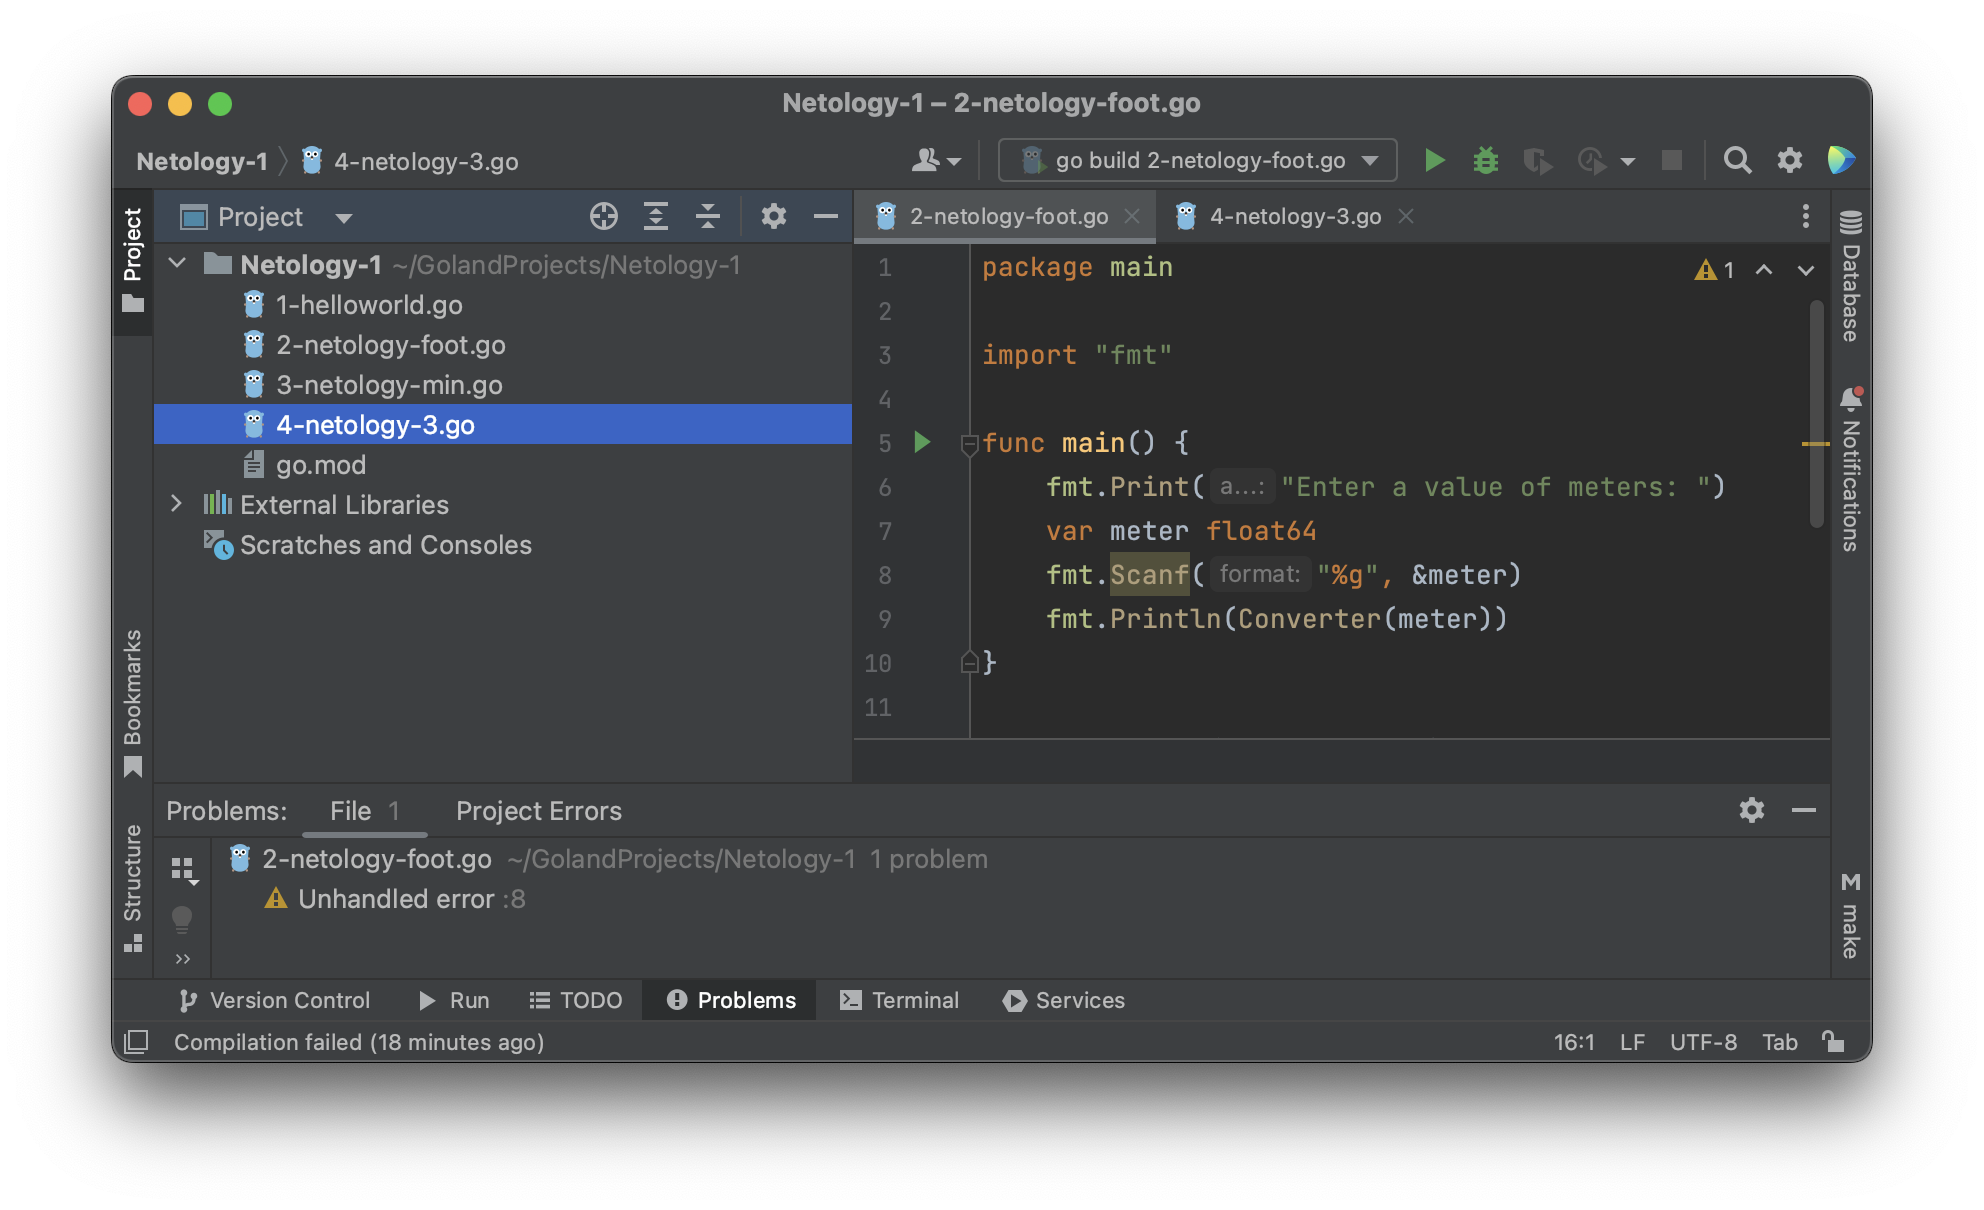 Netology-1 – 2-netology-foot.go
Netology-1 4-netology-3.go
go build 2-netology-foot.go
Project
Project
Netology-1 ~/GolandProjects/Netology-1
1-helloworld.go
2-netology-foot.go
3-netology-min.go
4-netology-3.go
go.mod
External Libraries
Scratches and Consoles
Bookmarks
Structure
2-netology-foot.go
4-netology-3.go
1 package main
2
3 import "fmt"
4
5 func main() {
6 fmt.Print( a...: "Enter a value of meters: ")
7 var meter float64
8 fmt.Scanf( format: "%g", &meter)
9 fmt.Println(Converter(meter))
10 }
11
1
Database
Notifications
M make
Problems: File 1 Project Errors
2-netology-foot.go ~/GolandProjects/Netology-1 1 problem
Unhandled error :8
Version Control Run TODO Problems Terminal Services
Compilation failed (18 minutes ago)
16:1 LF UTF-8 Tab